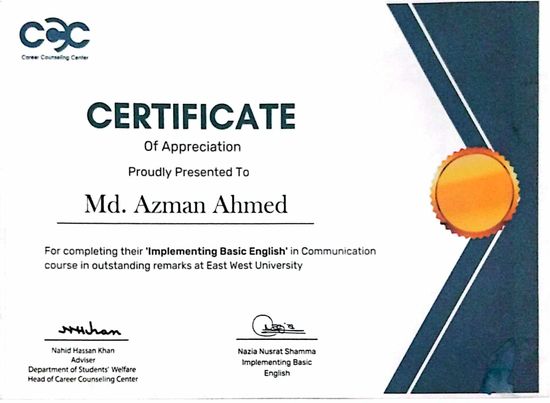 CCC
Career Counseling Center
CERTIFICATE
Of Appreciation
Proudly Presented To
Md. Azman Ahmed
For completing their 'Implementing Basic English' in Communication
course in outstanding remarks at East West University
Nahid Hassan Khan
Adviser
Department of Students' Welfare
Head of Career Counseling Center
Nazia Nusrat Shamma
Implementing Basic
English